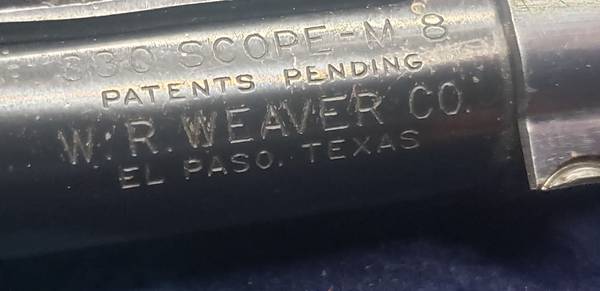 330 SCOPE-M 8
PATENTS PENDING
W. R. WEAVER CO.
EL PASO, TEXAS